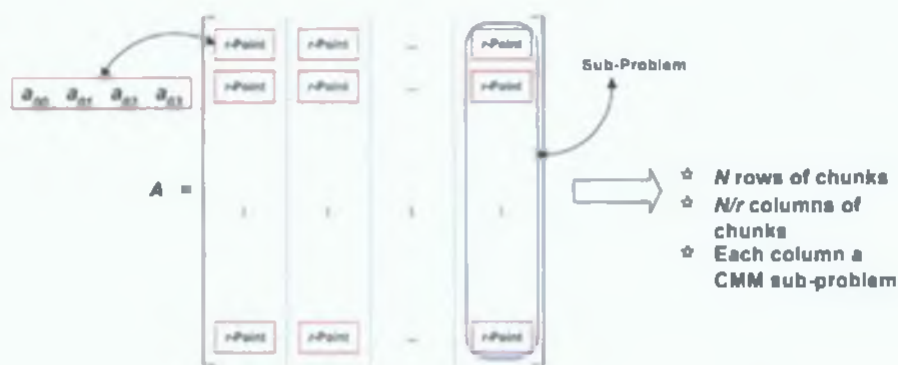 r-Point r-Point ... r-Point
Sub-Problem
r-Point r-Point r-Point
a00 a01 a02 a03
A =
☆ N rows of chunks
☆ N/r columns of
chunks
☆ Each column a
CMM sub-problem
r-Point r-Point ... r-Point